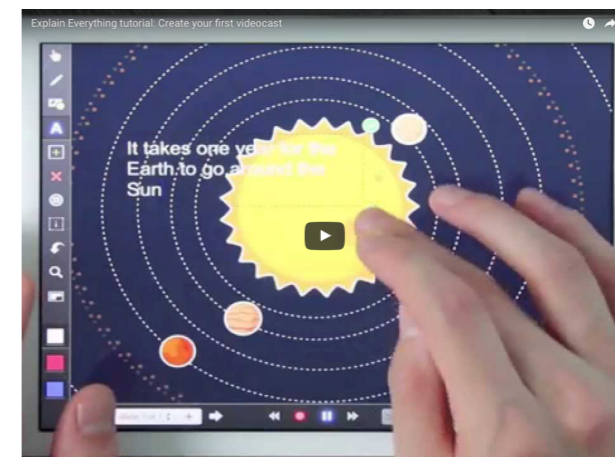 Explain Everything tutorial: Create your first videocast
It takes one year for the
Earth to go around the
Sun
A